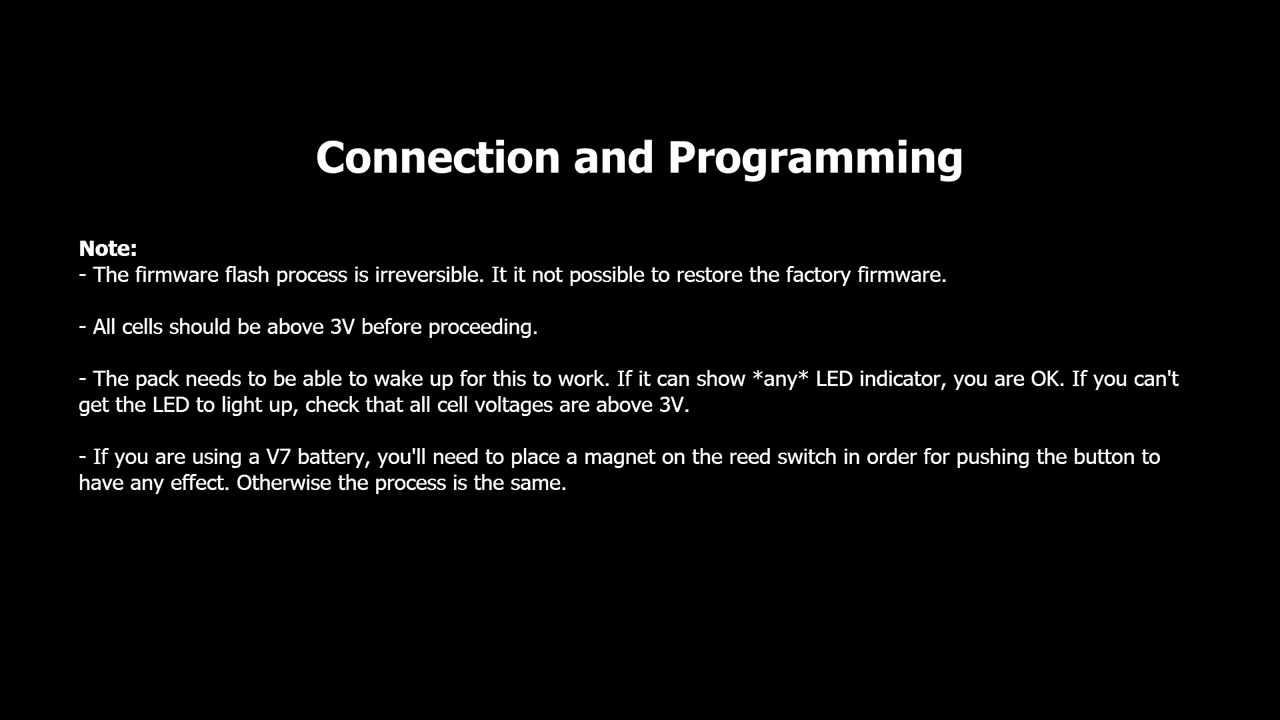 Connection and Programming
Note:
- The firmware flash process is irreversible. It it not possible to restore the factory firmware.
- All cells should be above 3V before proceeding.
- The pack needs to be able to wake up for this to work. If it can show *any* LED indicator, you are OK. If you can't
get the LED to light up, check that all cell voltages are above 3V.
- If you are using a V7 battery, you'll need to place a magnet on the reed switch in order for pushing the button to
have any effect. Otherwise the process is the same.